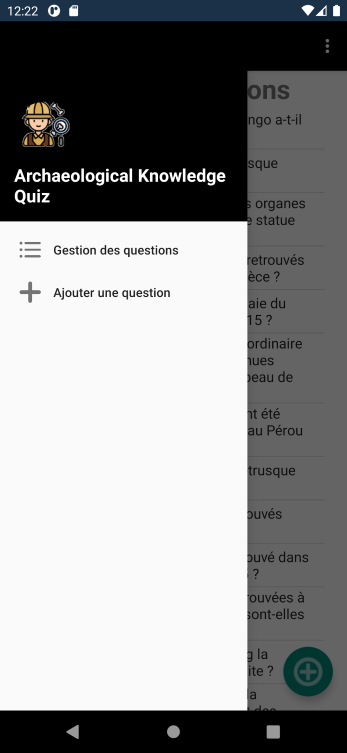 12:22
ons
ngo a-t-il
Archaeological Knowledge
Quiz
sque
s organes
e statue
Gestion des questions
retrouvés
èce ?
Ajouter une question
aie du
15 ?
ordinaire
nues
beau de
nt été
au Pérou
trusque
ouvés
ouvé dans
s ?
rouvées à
sont-elles
g la
ite ?
la